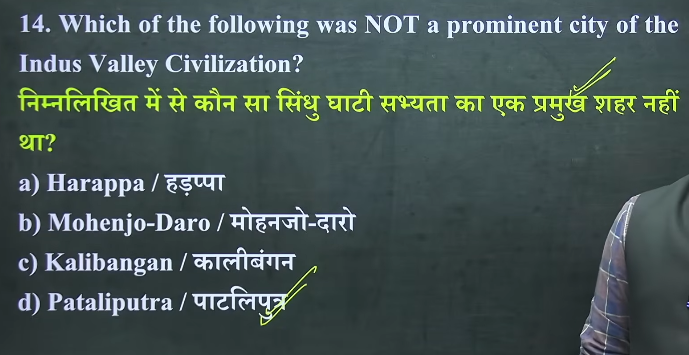 14. Which of the following was NOT a prominent city of the
Indus Valley Civilization?
निम्नलिखित में से कौन सा सिंधु घाटी सभ्यता का एक प्रमुख शहर नहीं
था?
a) Harappa / हड़प्पा
b) Mohenjo-Daro / मोहनजो-दारो
c) Kalibangan / कालीबंगन
d) Pataliputra / पाटलिपुत्र